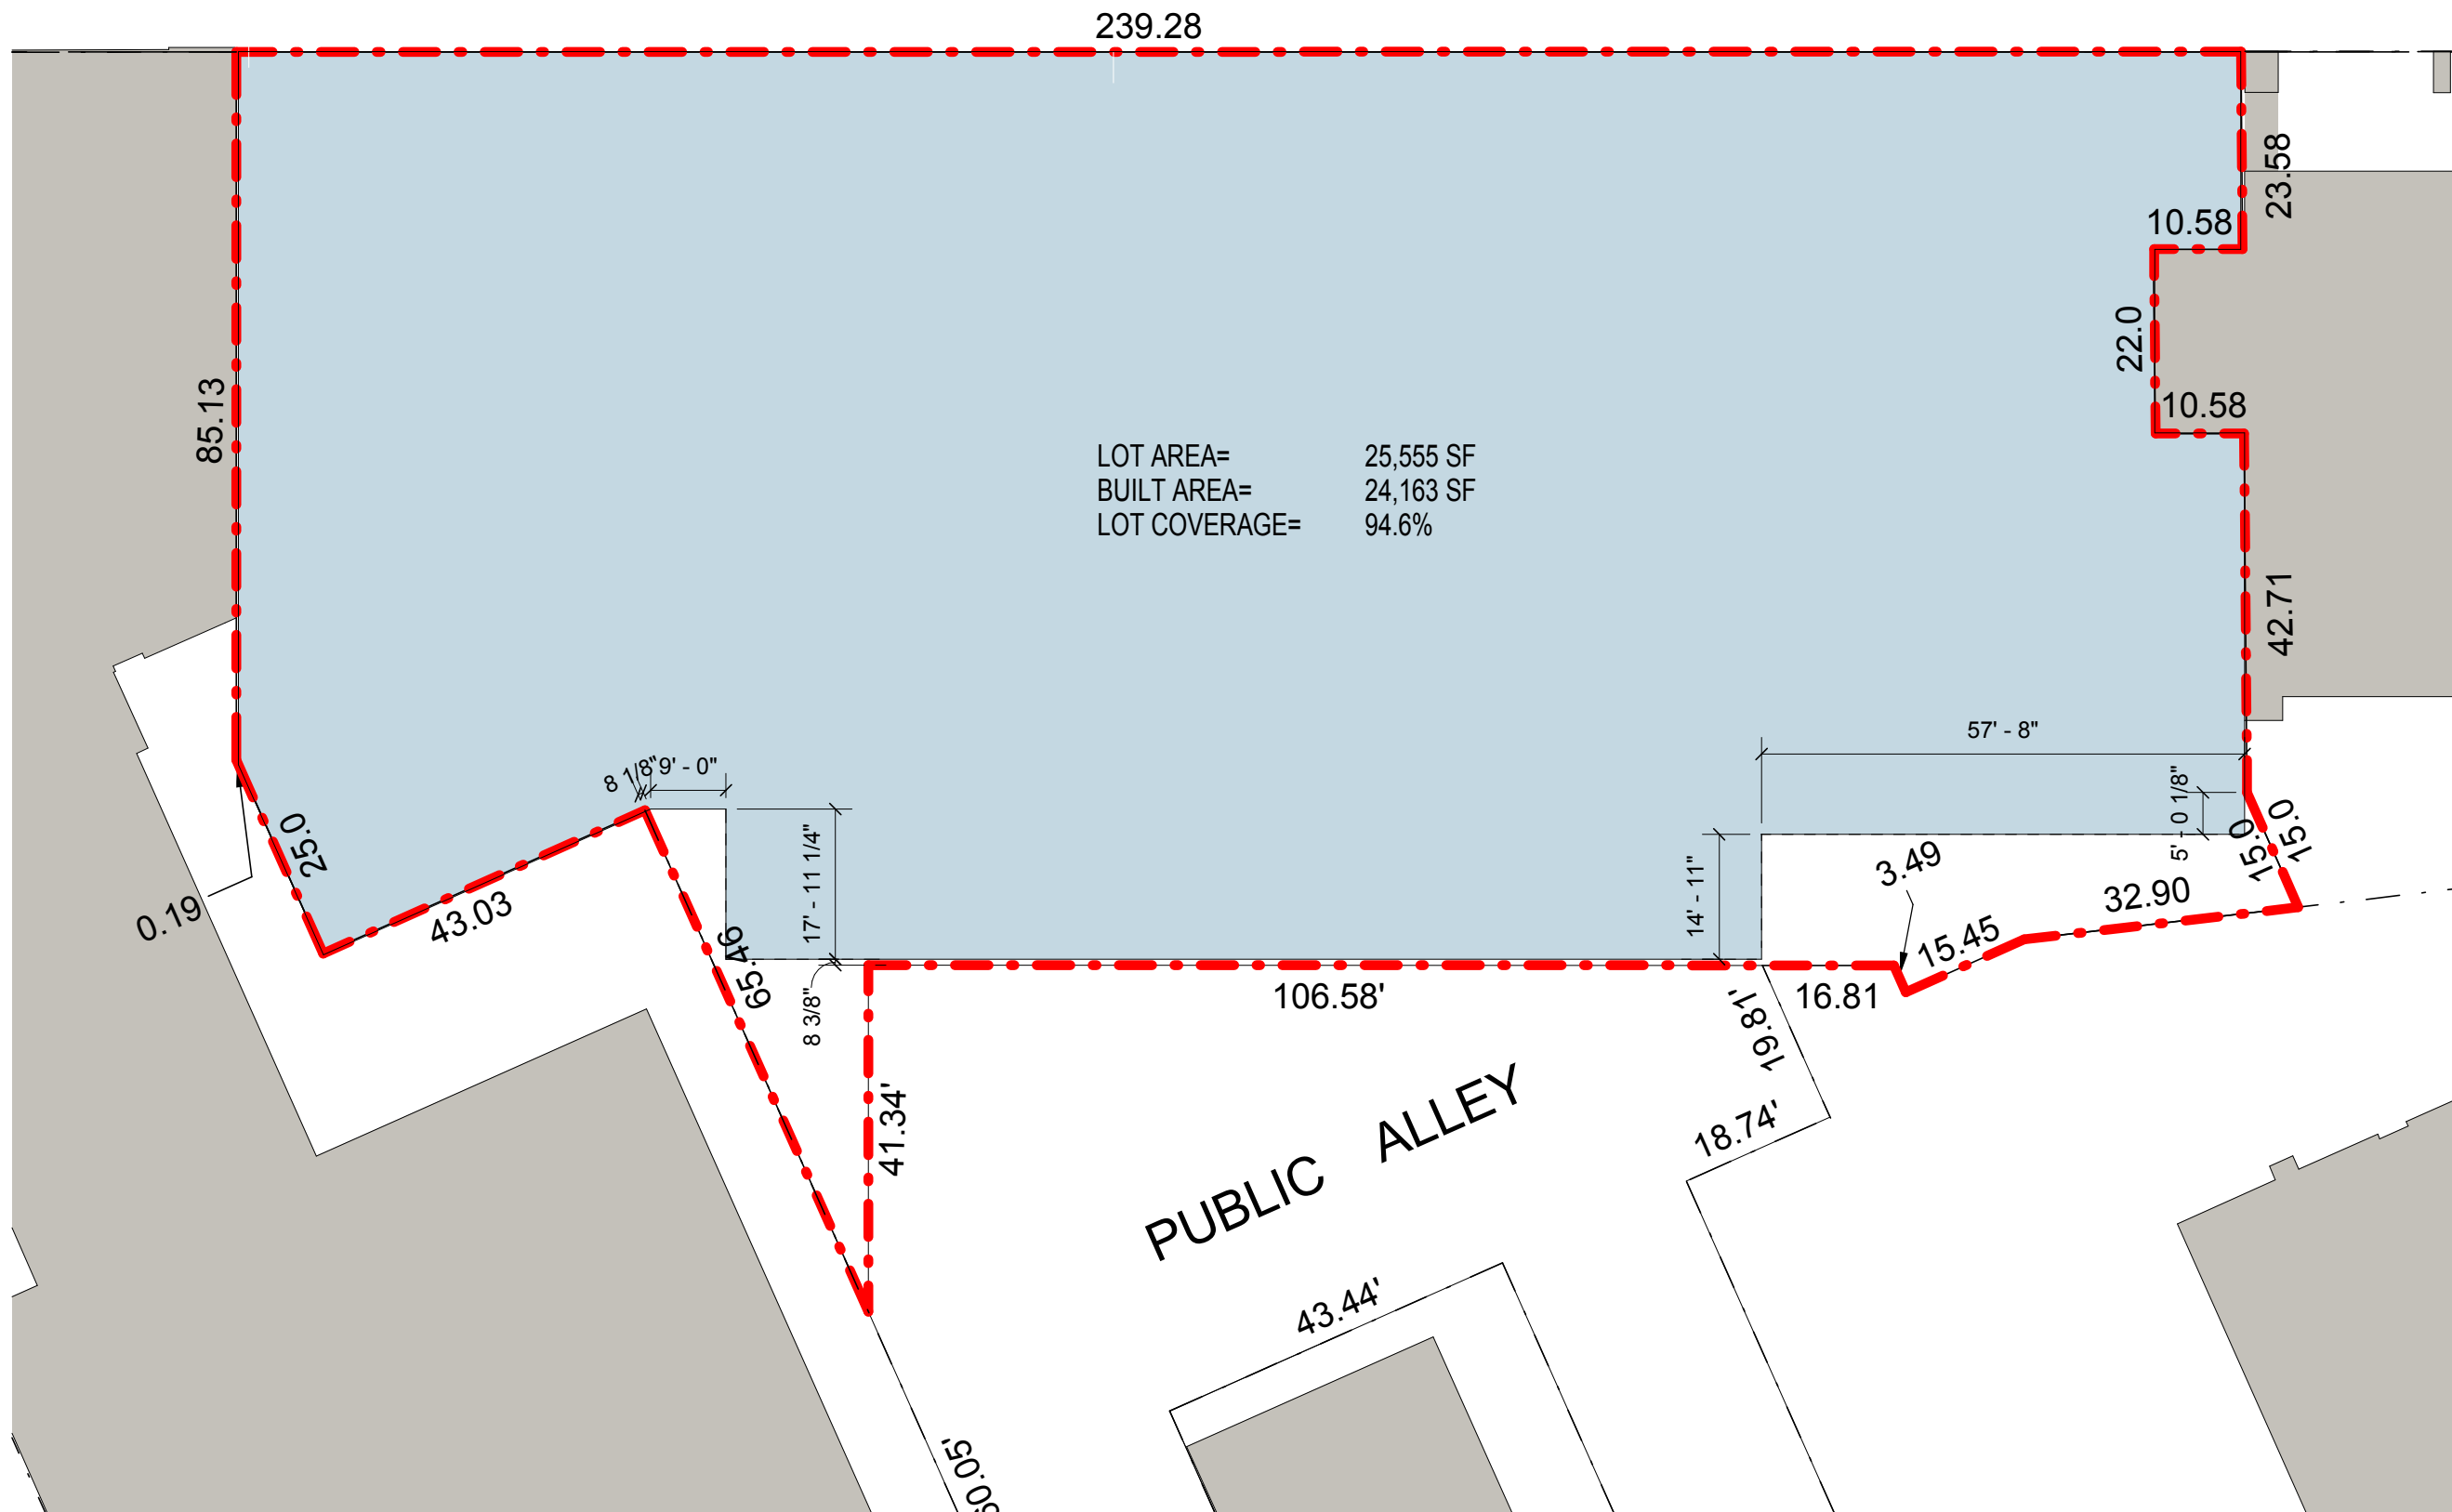 239.28
23.58
10.58
22.0
10.58
85.13
LOT AREA= 25,555 SF
BUILT AREA= 24,163 SF
LOT COVERAGE= 94.6%
42.71
57' - 8"
8 1/8"
9' - 0"
5' - 0 1/8"
15.0
15.0
25.0
17' - 11 1/4"
14' - 11"
3.49
32.90
0.19
43.03
65.46
15.45
8 3/8"
106.58'
16.81
19.81'
41.34'
18.74'
PUBLIC ALLEY
43.44'